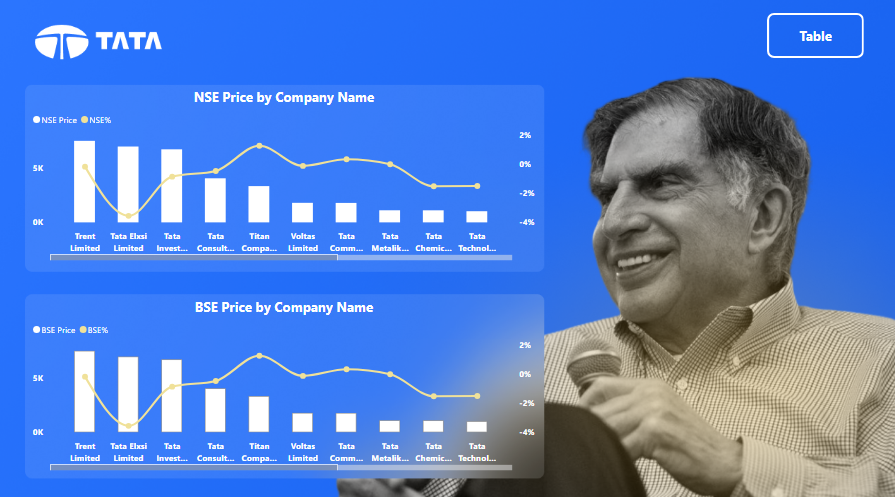 TATA
Table
NSE Price by Company Name
NSE Price NSE%
5K
0K
2%
0%
-2%
-4%
Trent Limited
Tata Elxsi Limited
Tata Invest...
Tata Consult...
Titan Compa...
Voltas Limited
Tata Comm...
Tata Metalik...
Tata Chemic...
Tata Technol...
BSE Price by Company Name
BSE Price BSE%
5K
0K
2%
0%
-2%
-4%
Trent Limited
Tata Elxsi Limited
Tata Invest...
Tata Consult...
Titan Compa...
Voltas Limited
Tata Comm...
Tata Metalik...
Tata Chemic...
Tata Technol...